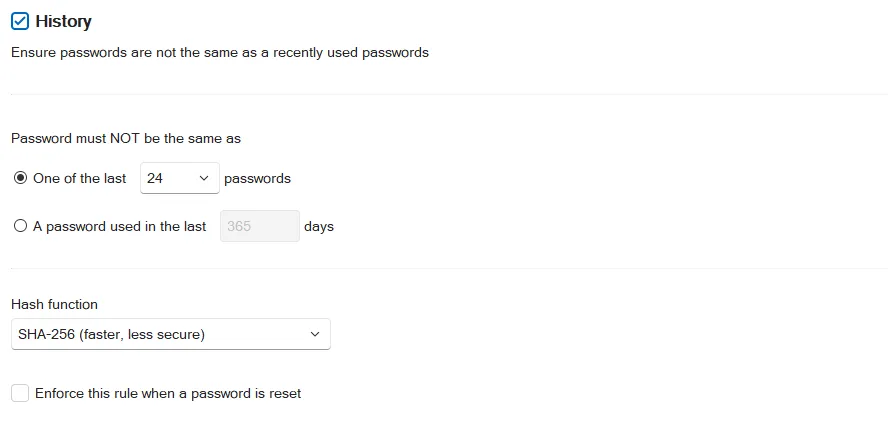 History
Ensure passwords are not the same as a recently used passwords
Password must NOT be the same as
One of the last 24 passwords
A password used in the last 365 days
Hash function
SHA-256 (faster, less secure)
Enforce this rule when a password is reset